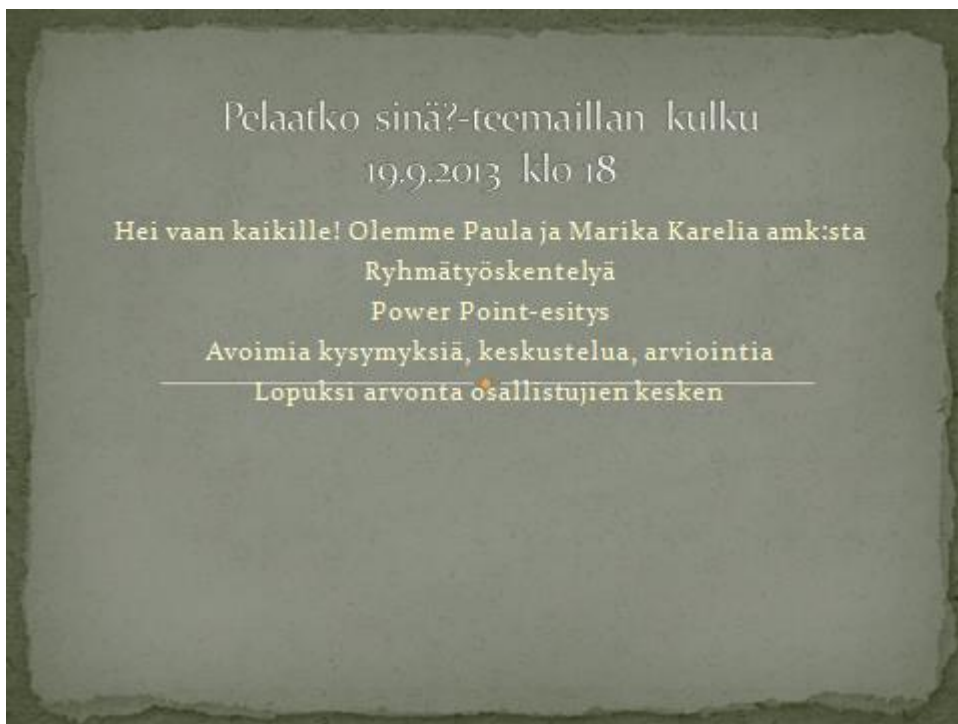 Pelaatko sinä?-teemaillan kulku
19.9.2013 klo 18
Hei vaan kaikille! Olemme Paula ja Marika Karelia amk:sta
Ryhmätyöskentelyä
Power Point-esitys
Avoimia kysymyksiä, keskustelua, arviointia
Lopuksi arvonta osallistujien kesken